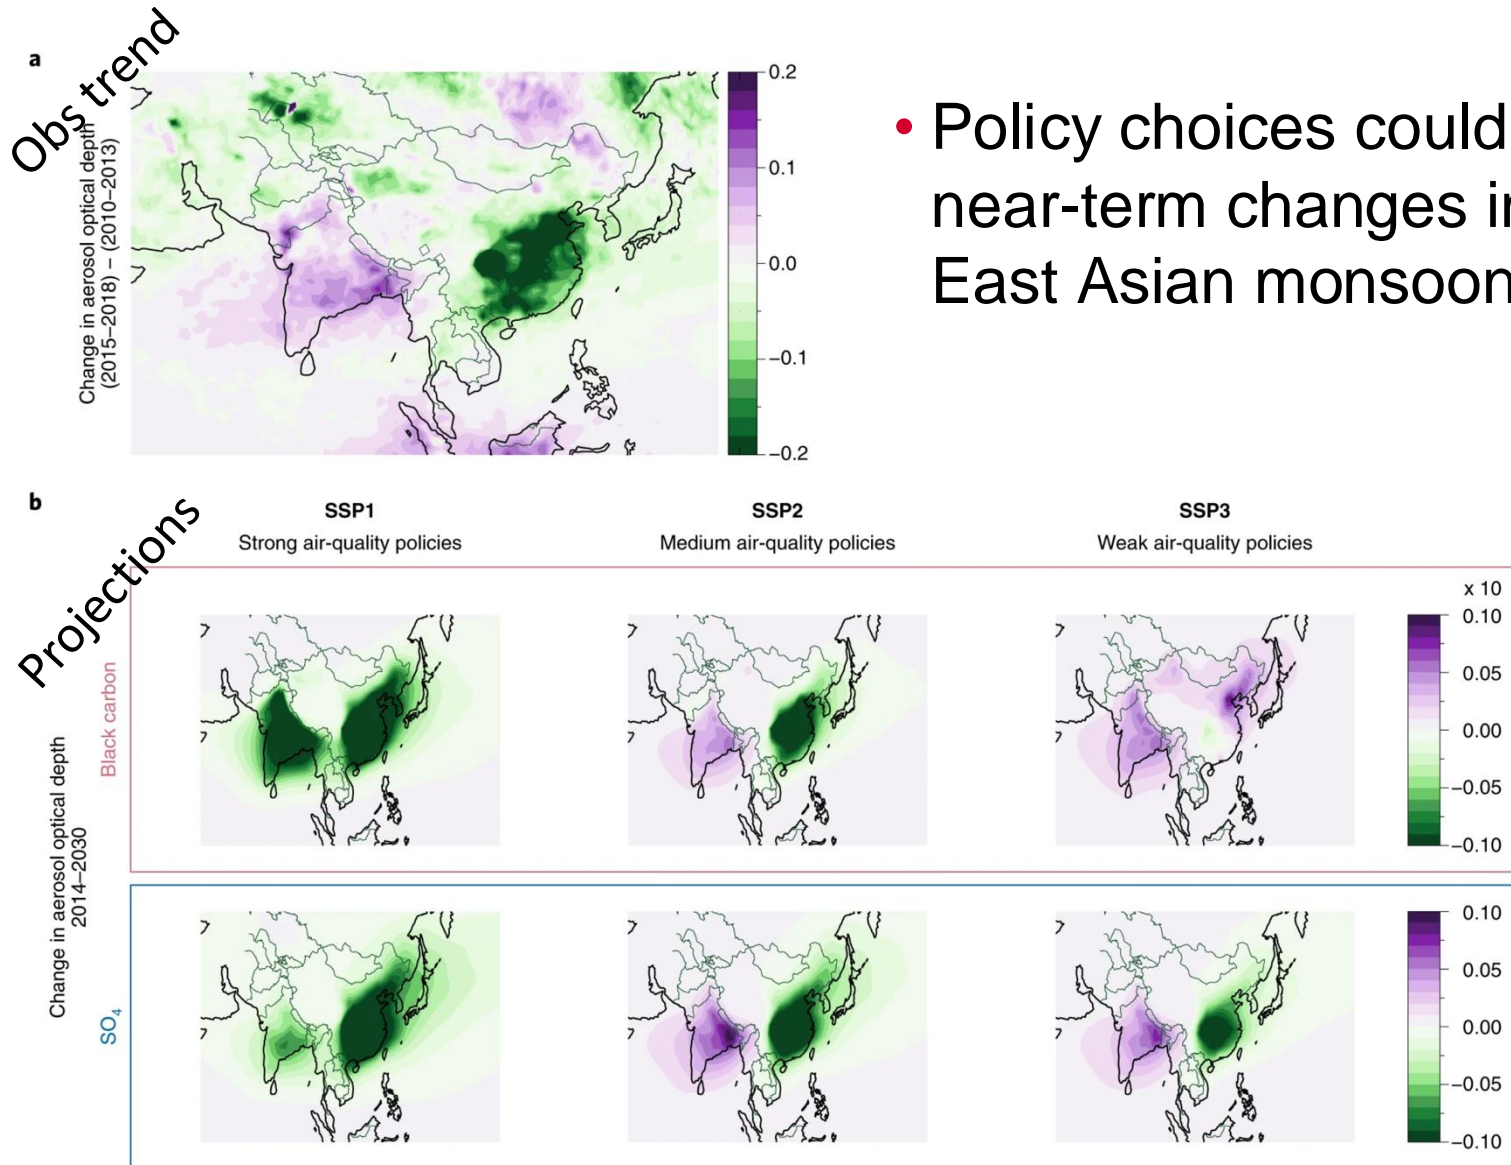 Obs trend
a
Change in aerosol optical depth
(2015–2018) – (2010–2013)
0.2
0.1
0.0
−0.1
−0.2
• Policy choices could
near-term changes in
East Asian monsoon
b
Projections
SSP1
Strong air-quality policies
SSP2
Medium air-quality policies
SSP3
Weak air-quality policies
Change in aerosol optical depth
2014–2030
Black carbon
x 10
0.10
0.05
0.00
−0.05
−0.10
SO₄
0.10
0.05
0.00
−0.05
−0.10